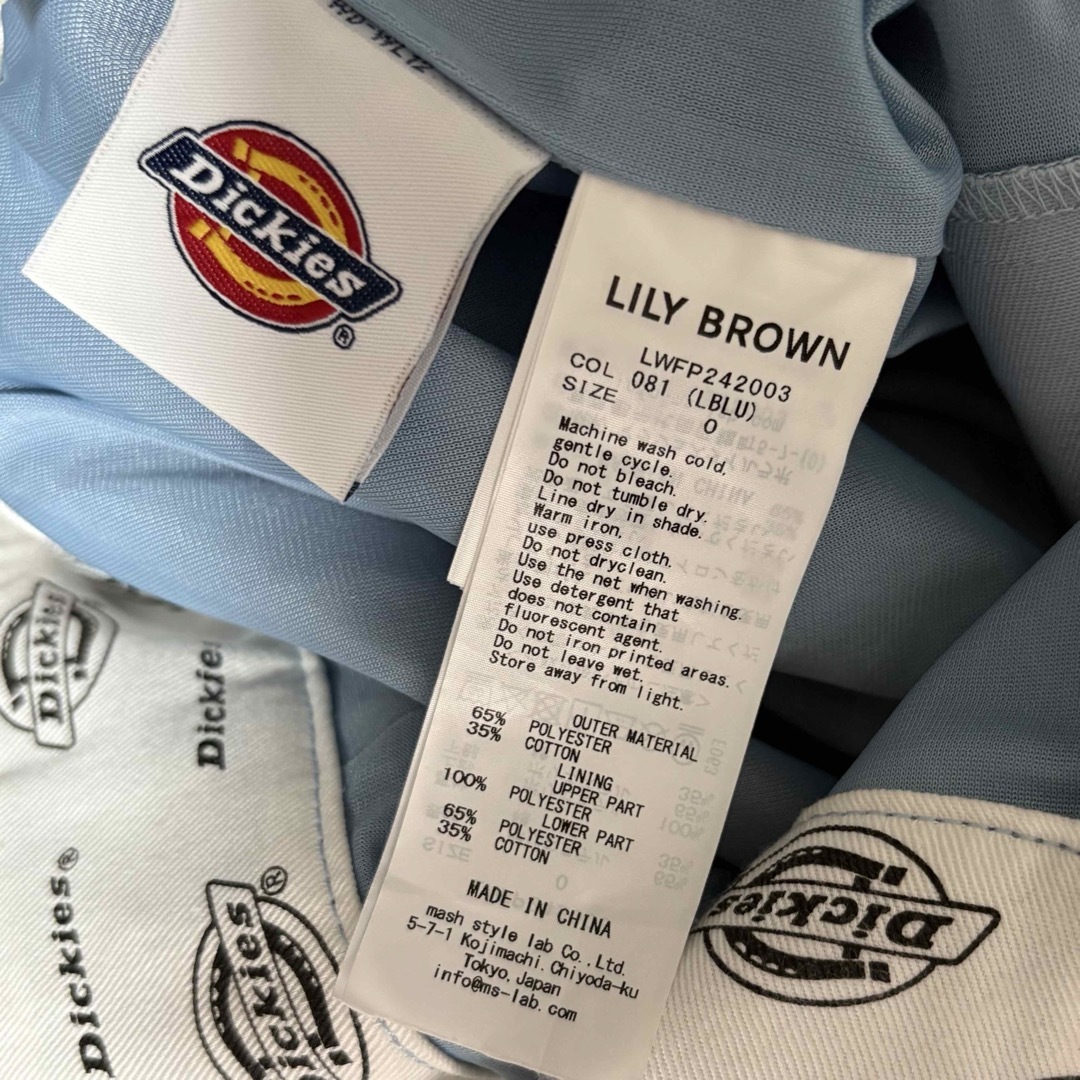 Dickies®
LILY BROWN
LWFP242003
COL 081 (LBLU)
SIZE 0
Machine wash cold,
gentle cycle.
Do not bleach.
Do not tumble dry.
Line dry in shade.
Warm iron,
use press cloth.
Do not dryclean.
Use the net when washing.
Use detergent that
does not contain
fluorescent agent.
Do not iron printed areas.
Do not leave wet.
Store away from light.
OUTER MATERIAL
65% POLYESTER
35% COTTON
LINING
UPPER PART
100% POLYESTER
LOWER PART
65% POLYESTER
35% COTTON
MADE IN CHINA
mash style lab Co.,Ltd.
5-7-1 Kojimachi. Chiyoda-ku
Tokyo, Japan
info@ms-lab.com
Dickies
Dickies
Dickies®
Dickies®
Dickies